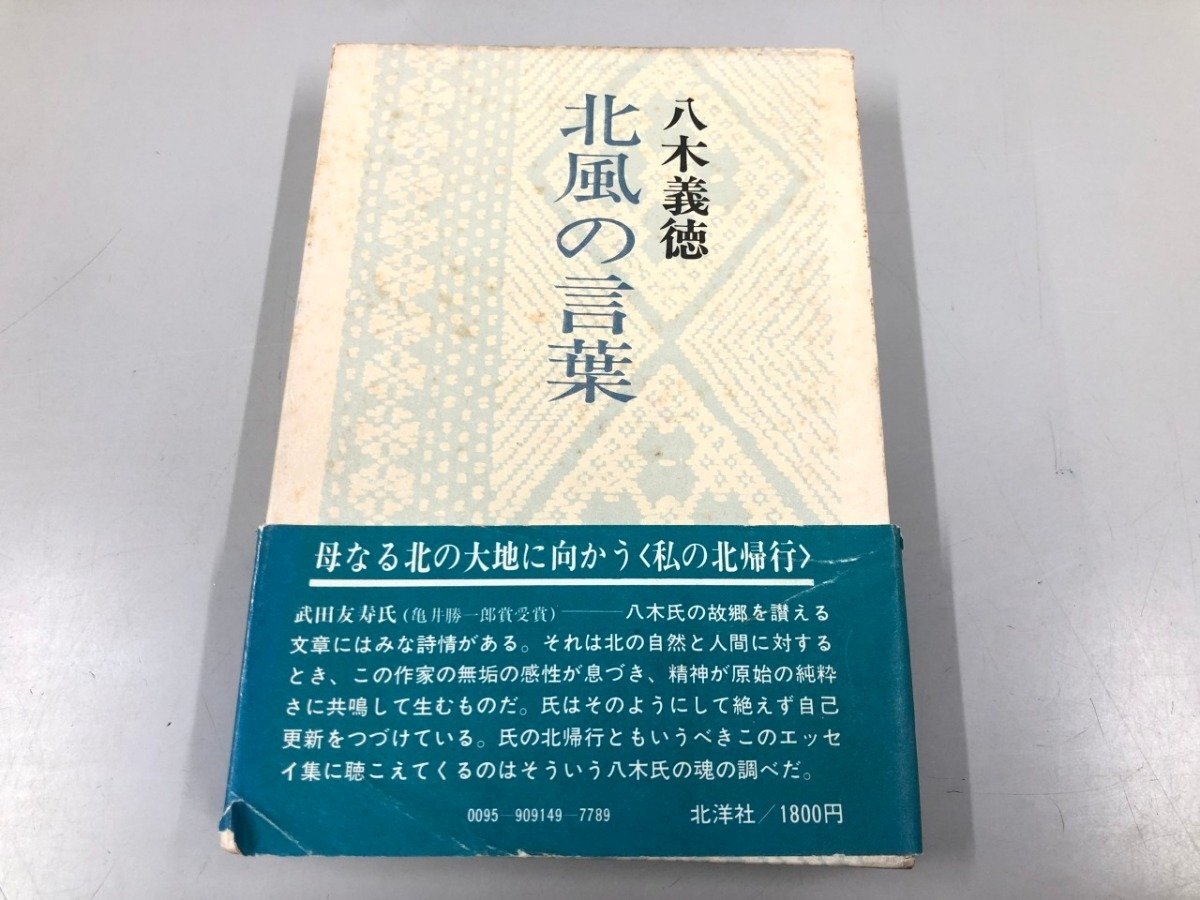 八木義徳
北風の言葉
母なる北の大地に向かう〈私の北帰行〉
武田友寿氏(亀井勝一郎賞受賞)――八木氏の故郷を讃える
文章にはみな詩情がある。それは北の自然と人間に対する
とき、この作家の無垢の感性が息づき、精神が原始の純粋
さに共鳴して生むものだ。氏はそのようにして絶えず自己
更新をつづけている。氏の北帰行ともいうべきこのエッセ
イ集に聴こえてくるのはそういう八木氏の魂の調べだ。
0095―909149―7789 北洋社/1800円